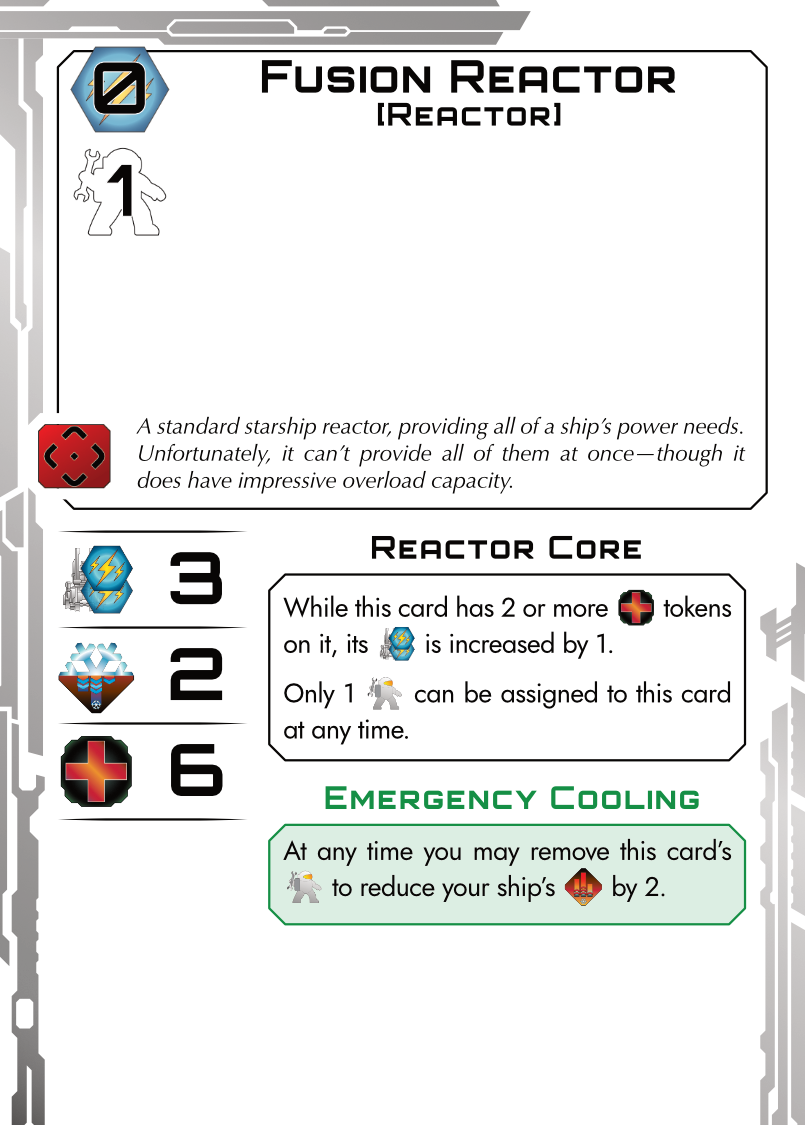 0
Fusion Reactor
[Reactor]
1
A standard starship reactor, providing all of a ship's power needs.
Unfortunately, it can't provide all of them at once—though it
does have impressive overload capacity.
3
2
6
Reactor Core
While this card has 2 or more tokens
on it, its is increased by 1.
Only 1 can be assigned to this card
at any time.
Emergency Cooling
At any time you may remove this card's
to reduce your ship's by 2.